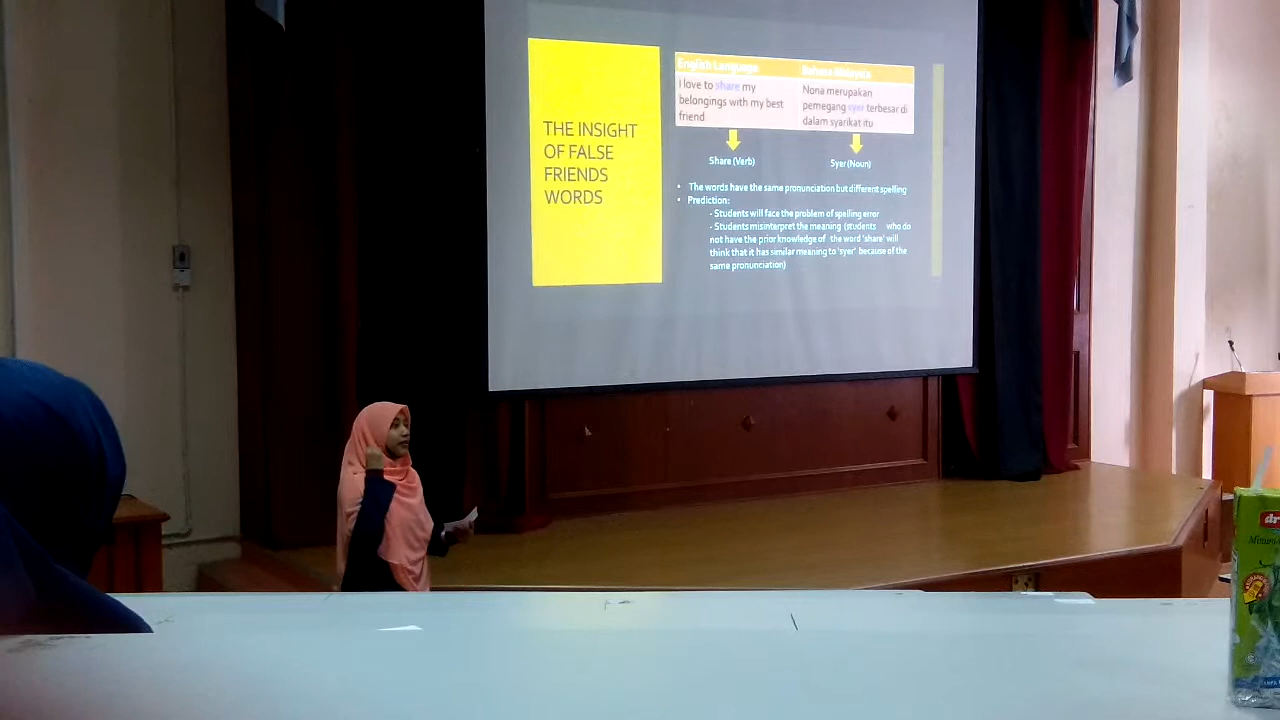 THE INSIGHT
OF FALSE
FRIENDS
WORDS
English Language
Bahasa Malaysia
I love to share my
belongings with my best
friend
Nona merupakan
pemegang syer terbesar di
dalam syarikat itu
Share (Verb)
Syer (Noun)
• The words have the same pronunciation but different spelling
• Prediction:
- Students will face the problem of spelling error
- Students misinterpret the meaning (students who do
not have the prior knowledge of the word 'share' will
think that it has similar meaning to 'syer' because of the
same pronunciation)